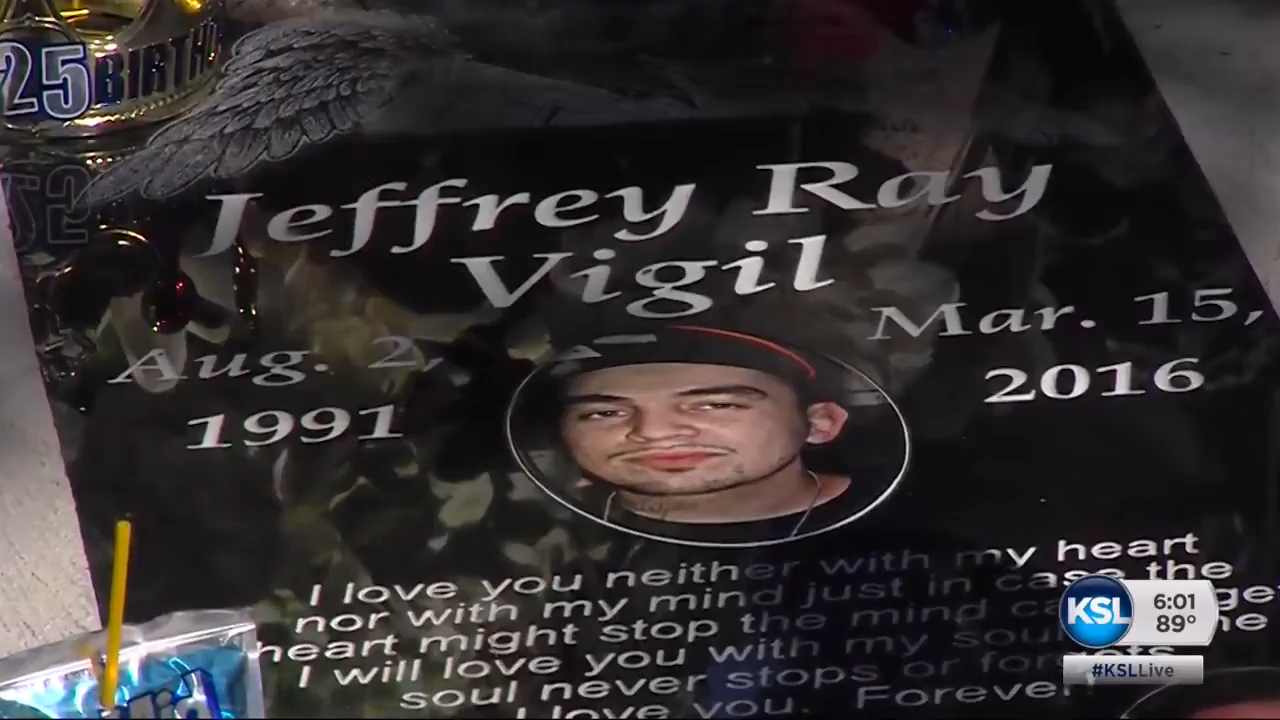 25 BIRTH
Jeffrey Ray
Vigil
Aug. 2,
1991
Mar. 15,
2016
I love you neither with my heart
nor with my mind just in case the
heart might stop the mind
I will love you with my soul
soul never stops or forgets
I love you. Forever!
KSL
6:01
89°
#KSLLive